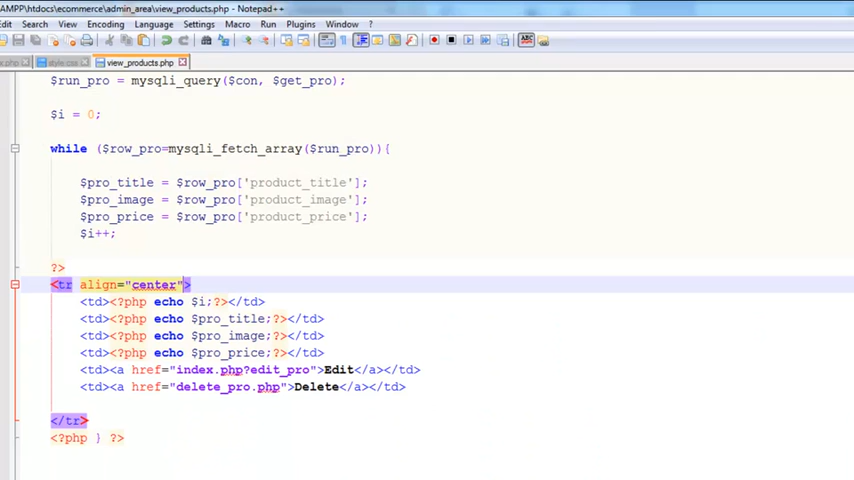 AMPP\htdocs\ecommerce\admin_area\view_products.php - Notepad++
Edit Search View Encoding Language Settings Macro Run Plugins Window ?
x.php style.css view_products.php
$run_pro = mysqli_query($con, $get_pro);
$i = 0;
while ($row_pro=mysqli_fetch_array($run_pro)){
$pro_title = $row_pro['product_title'];
$pro_image = $row_pro['product_image'];
$pro_price = $row_pro['product_price'];
$i++;
?>
<tr align="center">
<td><?php echo $i;?></td>
<td><?php echo $pro_title;?></td>
<td><?php echo $pro_image;?></td>
<td><?php echo $pro_price;?></td>
<td><a href="index.php?edit_pro">Edit</a></td>
<td><a href="delete_pro.php">Delete</a></td>
</tr>
<?php } ?>